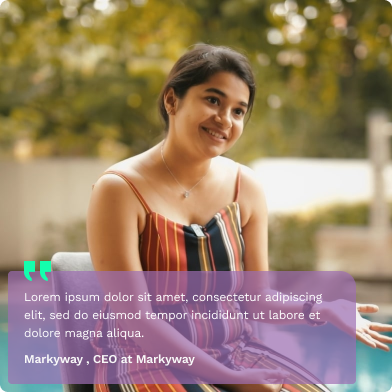 Lorem ipsum dolor sit amet, consectetur adipiscing
elit, sed do eiusmod tempor incididunt ut labore et
dolore magna aliqua.
Markyway , CEO at Markyway